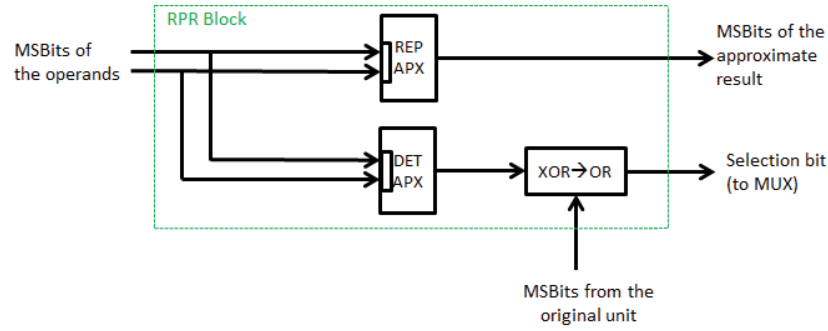 RPR Block
MSBits of
the operands
REP
APX
MSBits of the
approximate
result
DET
APX
XOR→OR
Selection bit
(to MUX)
MSBits from the
original unit